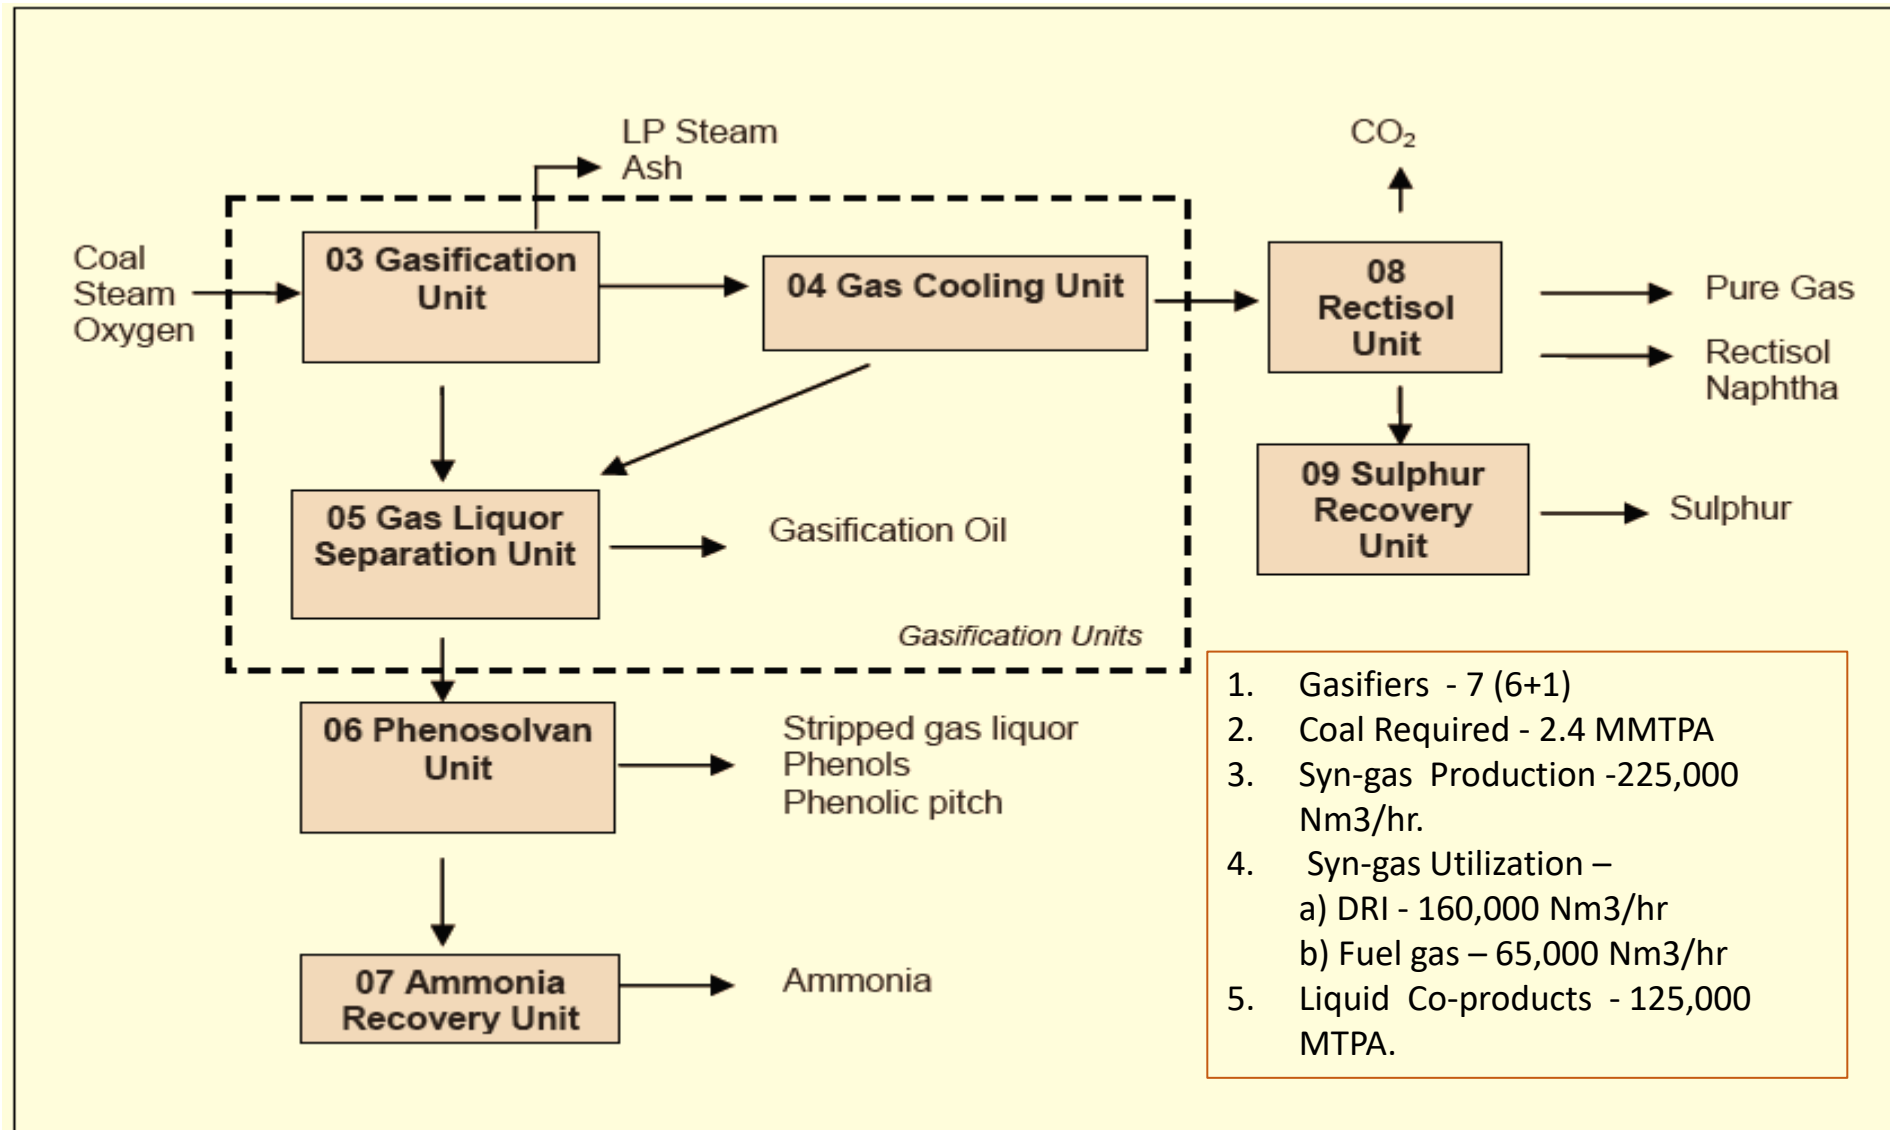 LP Steam
Ash
CO₂
Coal
Steam
Oxygen
03 Gasification
Unit
04 Gas Cooling Unit
08
Rectisol
Unit
Pure Gas
Rectisol
Naphtha
05 Gas Liquor
Separation Unit
Gasification Oil
09 Sulphur
Recovery
Unit
Sulphur
Gasification Units
06 Phenosolvan
Unit
Stripped gas liquor
Phenols
Phenolic pitch
07 Ammonia
Recovery Unit
Ammonia
1. Gasifiers - 7 (6+1)
2. Coal Required - 2.4 MMTPA
3. Syn-gas Production -225,000
Nm3/hr.
4. Syn-gas Utilization –
a) DRI - 160,000 Nm3/hr
b) Fuel gas – 65,000 Nm3/hr
5. Liquid Co-products - 125,000
MTPA.